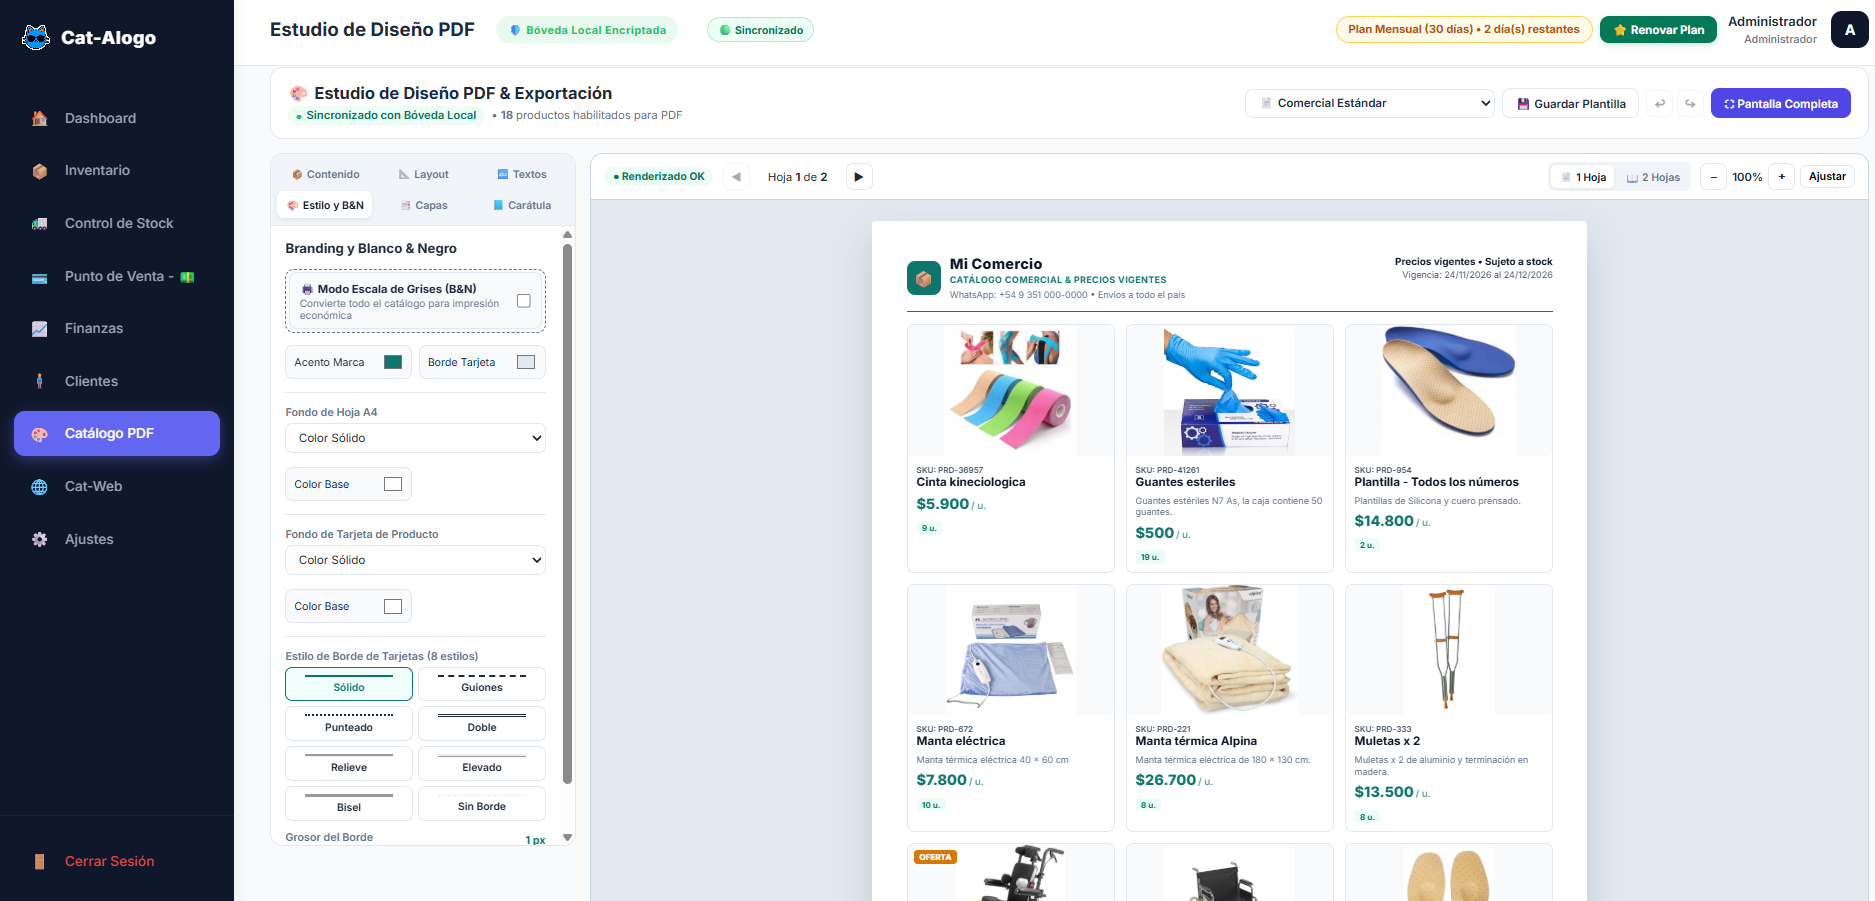 Cat-Alogo
Dashboard
Inventario
Control de Stock
Punto de Venta -
Finanzas
Clientes
Catálogo PDF
Cat-Web
Ajustes
Cerrar Sesión
Estudio de Diseño PDF
Bóveda Local Encriptada
Sincronizado
Plan Mensual (30 días) • 2 día(s) restantes
Renovar Plan
Administrador
Administrador
A
Estudio de Diseño PDF & Exportación
Sincronizado con Bóveda Local • 18 productos habilitados para PDF
Comercial Estándar
Guardar Plantilla
Pantalla Completa
Contenido
Layout
Textos
Estilo y B&N
Capas
Carátula
Branding y Blanco & Negro
Modo Escala de Grises (B&N)
Convierte todo el catálogo para impresión
económica
Acento Marca
Borde Tarjeta
Fondo de Hoja A4
Color Sólido
Color Base
Fondo de Tarjeta de Producto
Color Sólido
Color Base
Estilo de Borde de Tarjetas (8 estilos)
Sólido
Guiones
Punteado
Doble
Relieve
Elevado
Bisel
Sin Borde
Grosor del Borde
1 px
Renderizado OK
Hoja 1 de 2
1 Hoja
2 Hojas
− 100% +
Ajustar
Mi Comercio
CATÁLOGO COMERCIAL & PRECIOS VIGENTES
WhatsApp: +54 9 351 000-0000 • Envíos a todo el país
Precios vigentes • Sujeto a stock
Vigencia: 24/11/2026 al 24/12/2026
SKU: PRD-36957
Cinta kineciologica
$5.900 / u.
9 u.
SKU: PRD-41261
Guantes esteriles
Guantes estériles N7 As, la caja contiene 50
guantes.
$500 / u.
19 u.
SKU: PRD-954
Plantilla - Todos los números
Plantillas de Silicona y cuero prensado.
$14.800 / u.
2 u.
SKU: PRD-672
Manta eléctrica
Manta térmica eléctrica 40 × 60 cm
$7.800 / u.
10 u.
alpina
SKU: PRD-221
Manta térmica Alpina
Manta térmica eléctrica de 180 × 130 cm.
$26.700 / u.
8 u.
SKU: PRD-333
Muletas x 2
Muletas x 2 de aluminio y terminación en
madera.
$13.500 / u.
8 u.
OFERTA